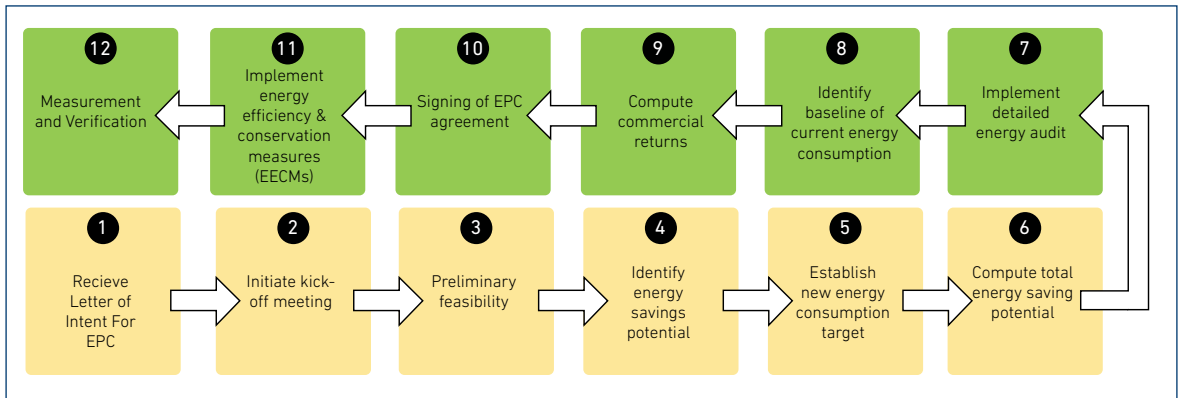 12
Measurement
and Verification
11
Implement
energy
efficiency &
conservation
measures
(EECMs)
10
Signing of EPC
agreement
9
Compute
commercial
returns
8
Identify
baseline of
current energy
consumption
7
Implement
detailed
energy audit
1
Recieve
Letter of
Intent For
EPC
2
Initiate kick-
off meeting
3
Preliminary
feasibility
4
Identify
energy
savings
potential
5
Establish
new energy
consumption
target
6
Compute total
energy saving
potential